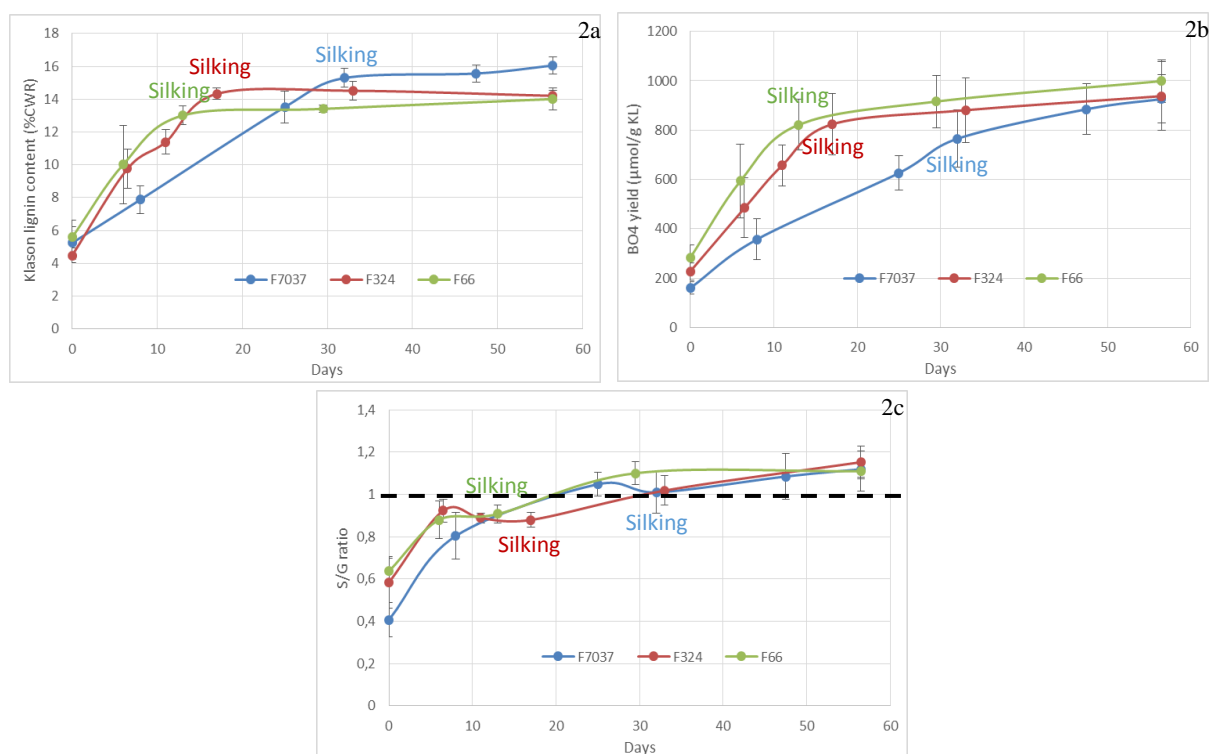 2a
Klason lignin content (%CWR)
18
16
14
12
10
8
6
4
2
0
Silking
Silking
Silking
F7037 F324 F66
0 10 20 30 40 50 60
Days
2b
BO4 yield (µmol/g KL)
1200
1000
800
600
400
200
0
Silking
Silking
Silking
F7037 F324 F66
0 10 20 30 40 50 60
Days
2c
S/G ratio
1,4
1,2
1
0,8
0,6
0,4
0,2
0
Silking
Silking
Silking
F7037 F324 F66
0 10 20 30 40 50 60
Days